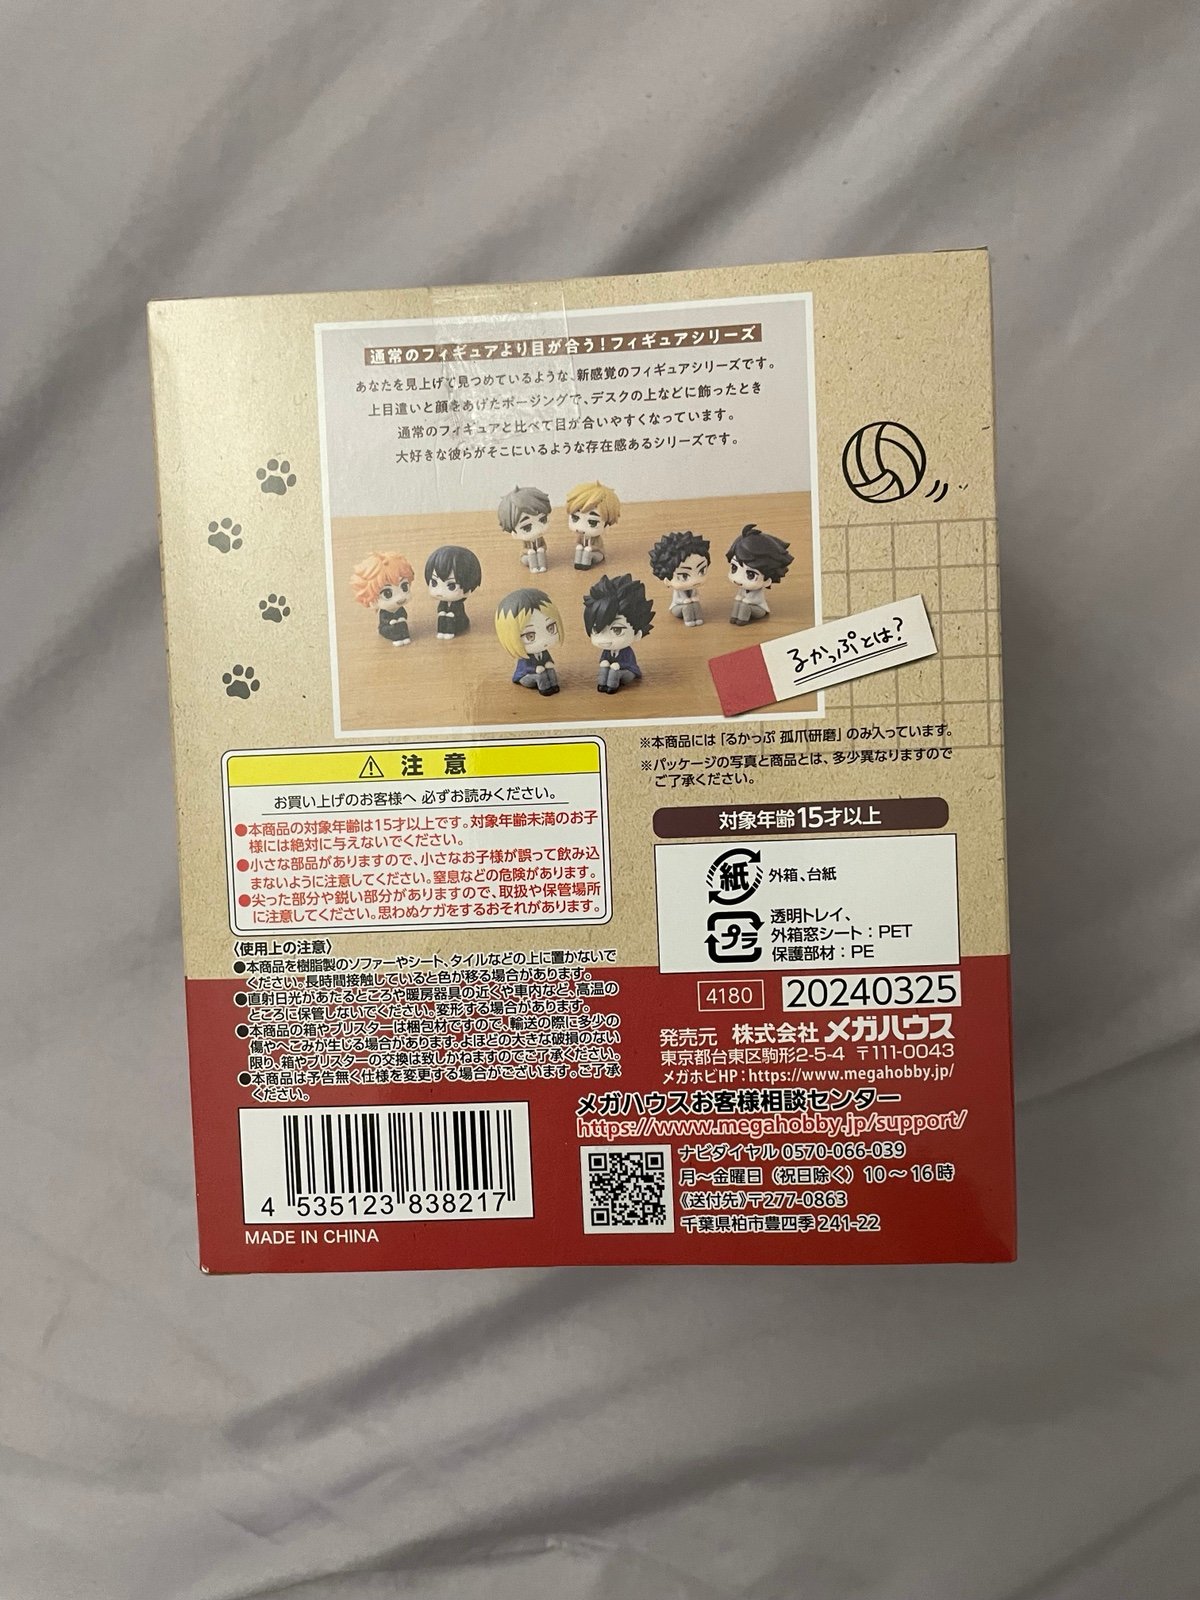 通常のフィギュアより目が合う！フィギュアシリーズ
あなたを見上げて見つめているような、新感覚のフィギュアシリーズです。
上目遣いと顔をあげたポージングで、デスクの上などに飾ったとき
通常のフィギュアと比べて目が合いやすくなっています。
大好きな彼らがそこにいるような存在感あるシリーズです。
るかっぷとは?
※本商品には「るかっぷ 孤爪研磨」のみ入っています。
※パッケージの写真と商品とは、多少異なりますので
ご了承ください。
注意
お買い上げのお客様へ 必ずお読みください。
●本商品の対象年齢は15才以上です。対象年齢未満のお子
様には絶対に与えないでください。
●小さな部品がありますので、小さなお子様が誤って飲み込
まないように注意してください。窒息などの危険があります。
●尖った部分や鋭い部分がありますので、取扱や保管場所
に注意してください。思わぬケガをするおそれがあります。
〈使用上の注意〉
●本商品を樹脂製のソファーやシート、タイルなどの上に置かないで
ください。長時間接触していると色が移る場合があります。
●直射日光があたるところや暖房器具の近くや車内など、高温の
ところに保管しないでください。変形する場合があります。
●本商品の箱やブリスターは梱包材ですので、輸送の際に多少の
傷やへこみが生じる場合があります。よほどの大きな破損のない
限り、箱やブリスターの交換は致しかねますのでご了承ください。
●本商品は予告無く仕様を変更する場合がございます。ご了承
ください。
対象年齢15才以上
紙 外箱、台紙
プラ 透明トレイ、
外箱窓シート：PET
保護部材：PE
4180 20240325
発売元 株式会社メガハウス
東京都台東区駒形2-5-4 〒111-0043
メガホビHP：https://www.megahobby.jp/
メガハウスお客様相談センター
https://www.megahobby.jp/support/
ナビダイヤル 0570-066-039
月～金曜日（祝日除く）10～16時
《送付先》〒277-0863
千葉県柏市豊四季241-22
4 535123 838217
MADE IN CHINA